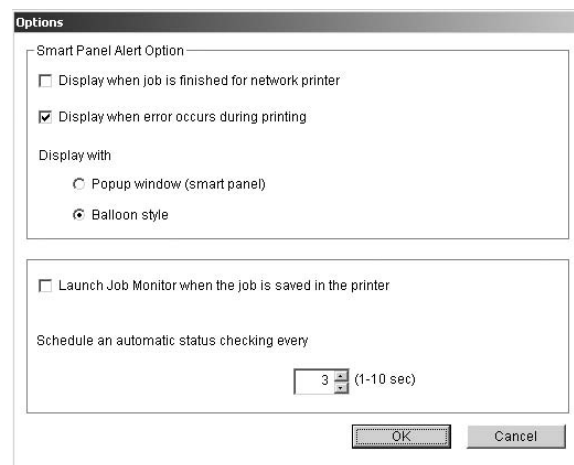 Options
Smart Panel Alert Option
Display when job is finished for network printer
Display when error occurs during printing
Display with
Popup window (smart panel)
Balloon style
Launch Job Monitor when the job is saved in the printer
Schedule an automatic status checking every
3 (1-10 sec)
OK Cancel